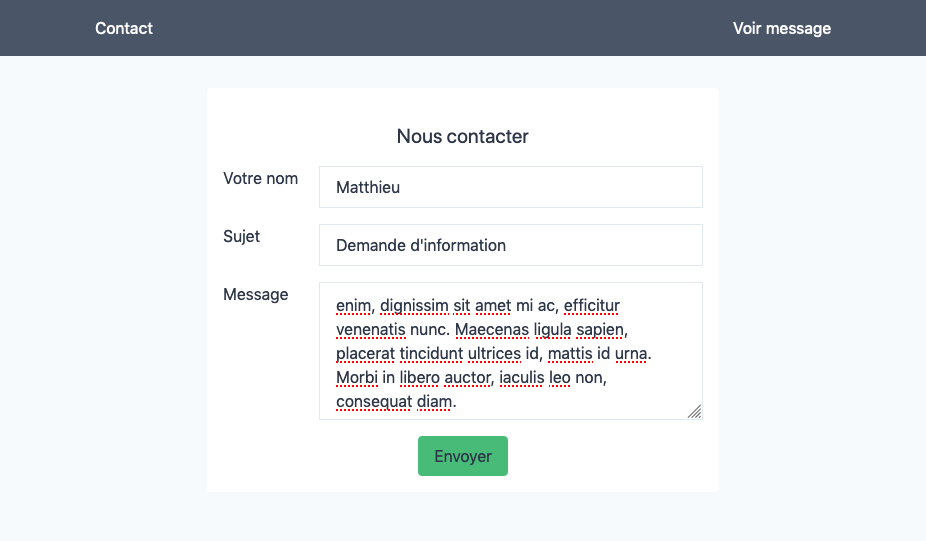 Contact
Voir message
Nous contacter
Votre nom
Matthieu
Sujet
Demande d'information
Message
enim, dignissim sit amet mi ac, efficitur
venenatis nunc. Maecenas ligula sapien,
placerat tincidunt ultrices id, mattis id urna.
Morbi in libero auctor, iaculis leo non,
consequat diam.
Envoyer